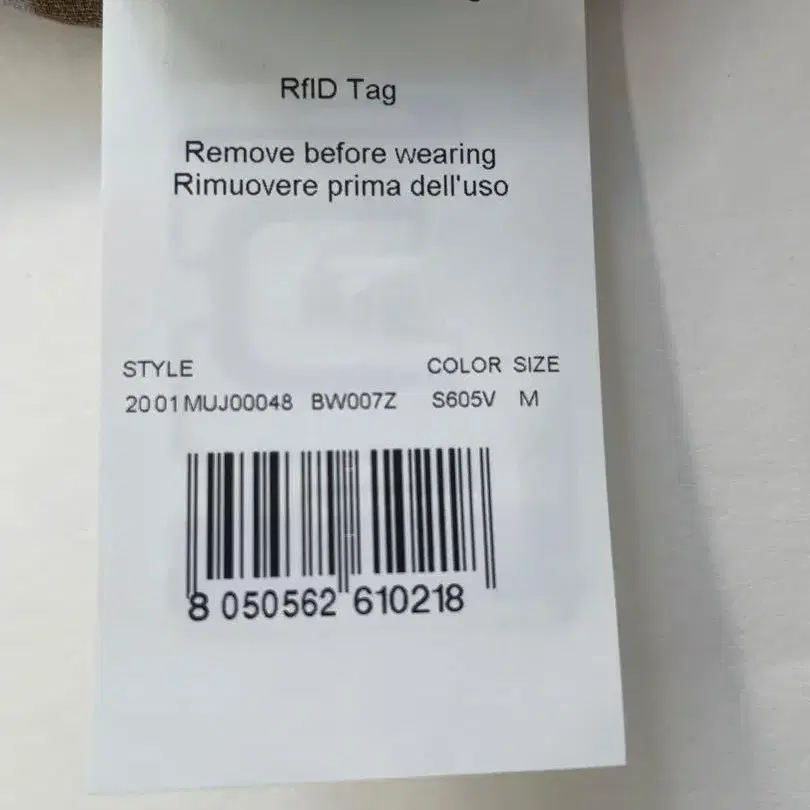 RfID Tag
Remove before wearing
Rimuovere prima dell'uso
STYLE COLOR SIZE
2001MUJ00048 BW007Z S605V M
8 050562 610218